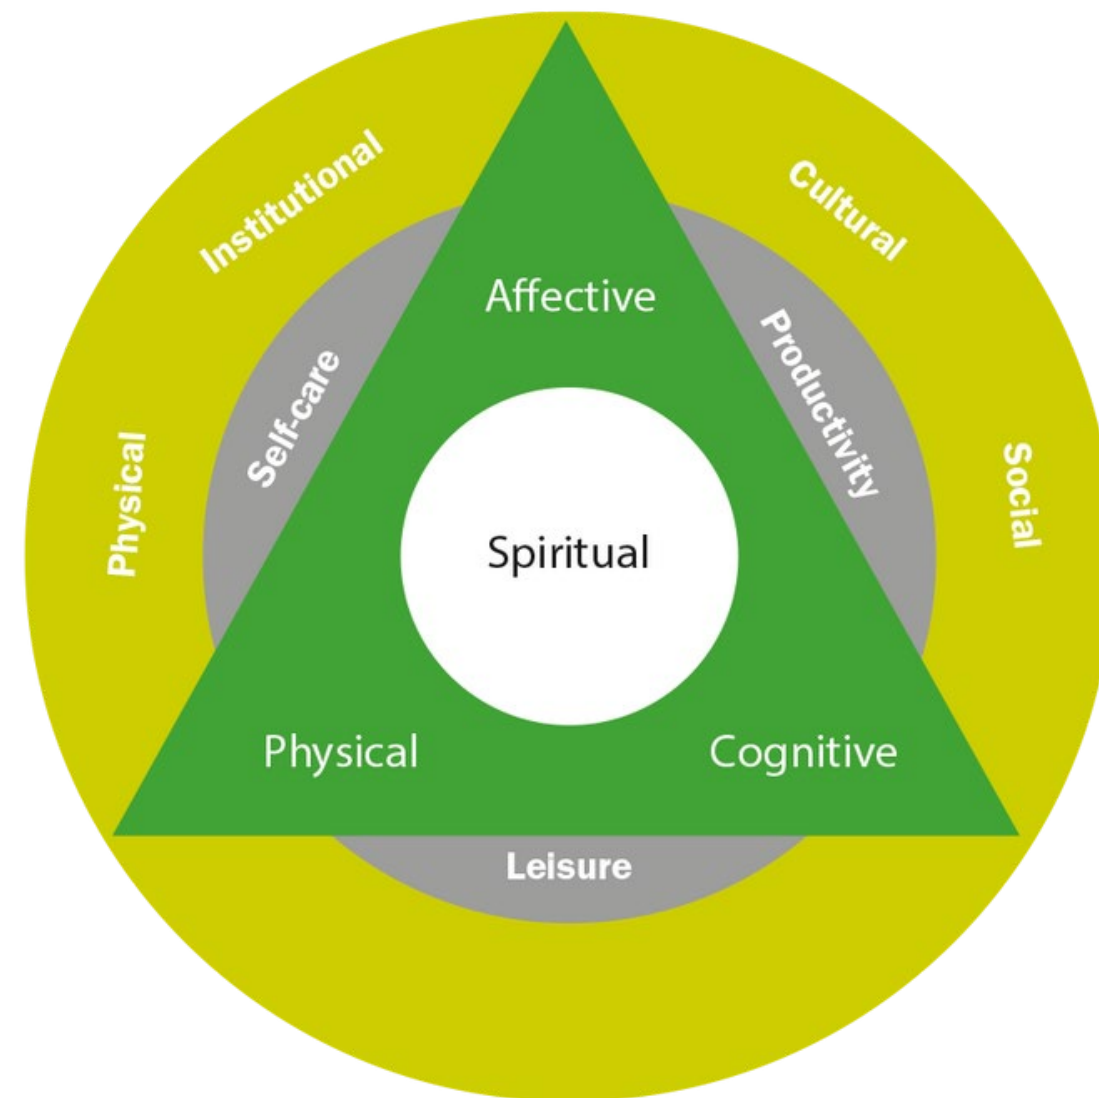 Institutional
Cultural
Affective
Productivity
Self-care
Physical
Social
Spiritual
Physical
Cognitive
Leisure